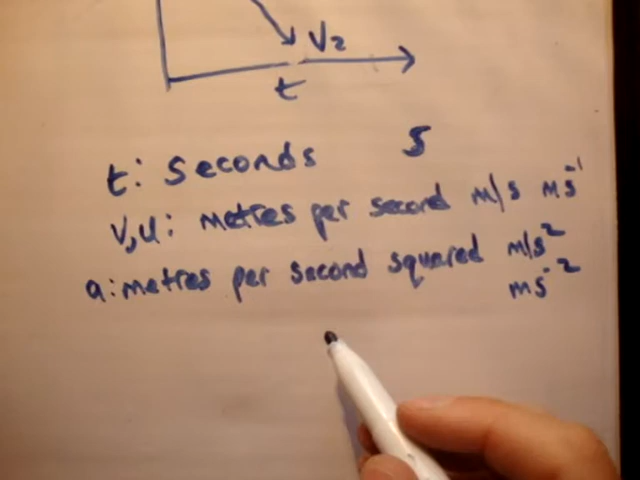 V₂
t
t: seconds s
v,u: metres per second m/s ms⁻¹
a: metres per second squared m/s²
ms⁻²